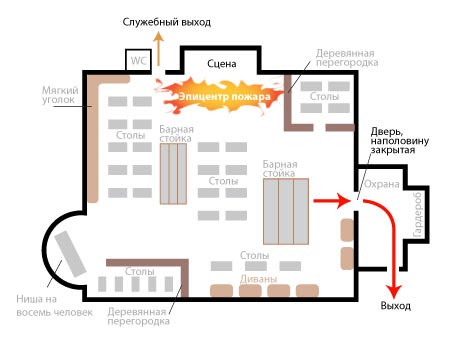 Служебный выход
WC
Сцена
Деревянная
перегородка
Мягкий
уголок
Эпицентр пожара
Столы
Столы
Барная
стойка
Дверь,
наполовину
закрытая
Столы
Барная
стойка
Охрана
Гардероб
Столы
Столы
Диваны
Ниша на
восемь человек
Деревянная
перегородка
Выход